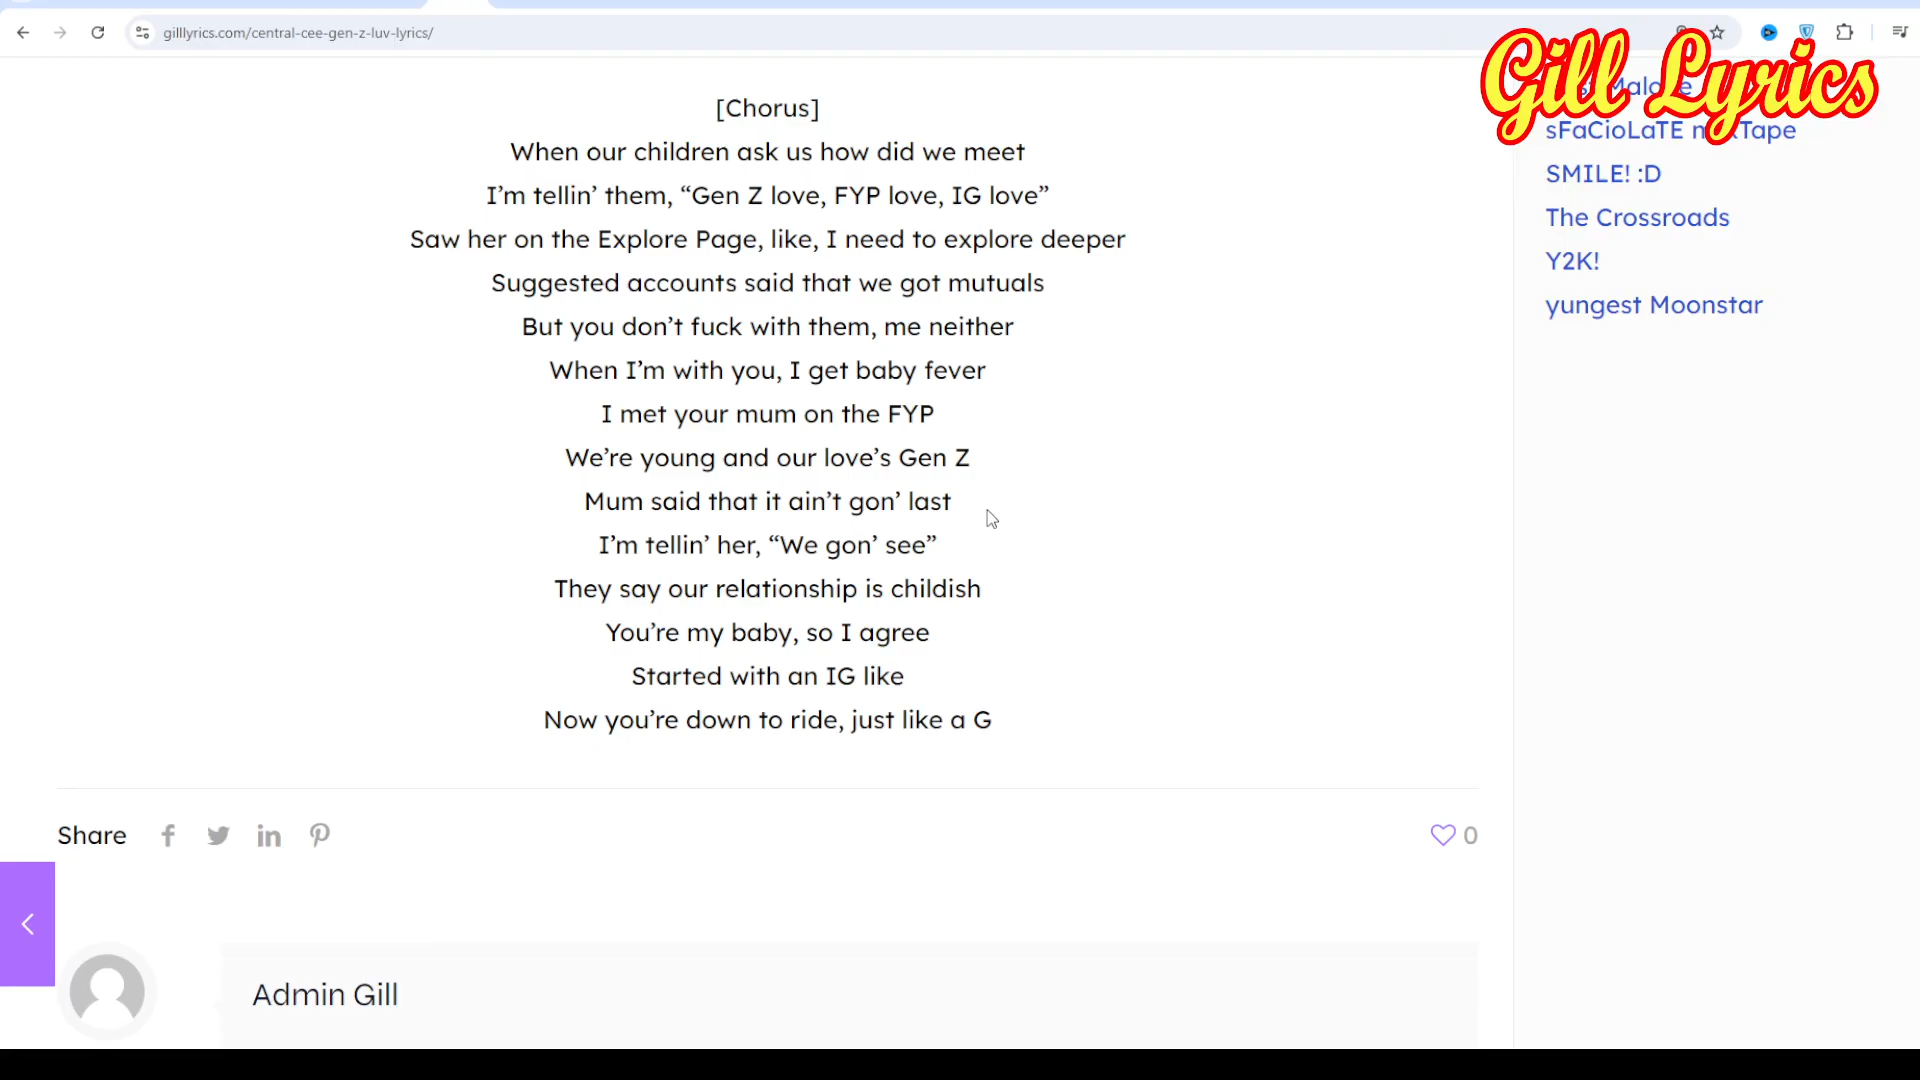 gilllyrics.com/central-cee-gen-z-luv-lyrics/
Gill Lyrics
[Chorus]
When our children ask us how did we meet
I’m tellin’ them, “Gen Z love, FYP love, IG love”
Saw her on the Explore Page, like, I need to explore deeper
Suggested accounts said that we got mutuals
But you don’t fuck with them, me neither
When I’m with you, I get baby fever
I met your mum on the FYP
We’re young and our love’s Gen Z
Mum said that it ain’t gon’ last
I’m tellin’ her, “We gon’ see”
They say our relationship is childish
You’re my baby, so I agree
Started with an IG like
Now you’re down to ride, just like a G
sFaCioLaTE
SMILE! :D
The Crossroads
Y2K!
yungest Moonstar
Share
0
Admin Gill